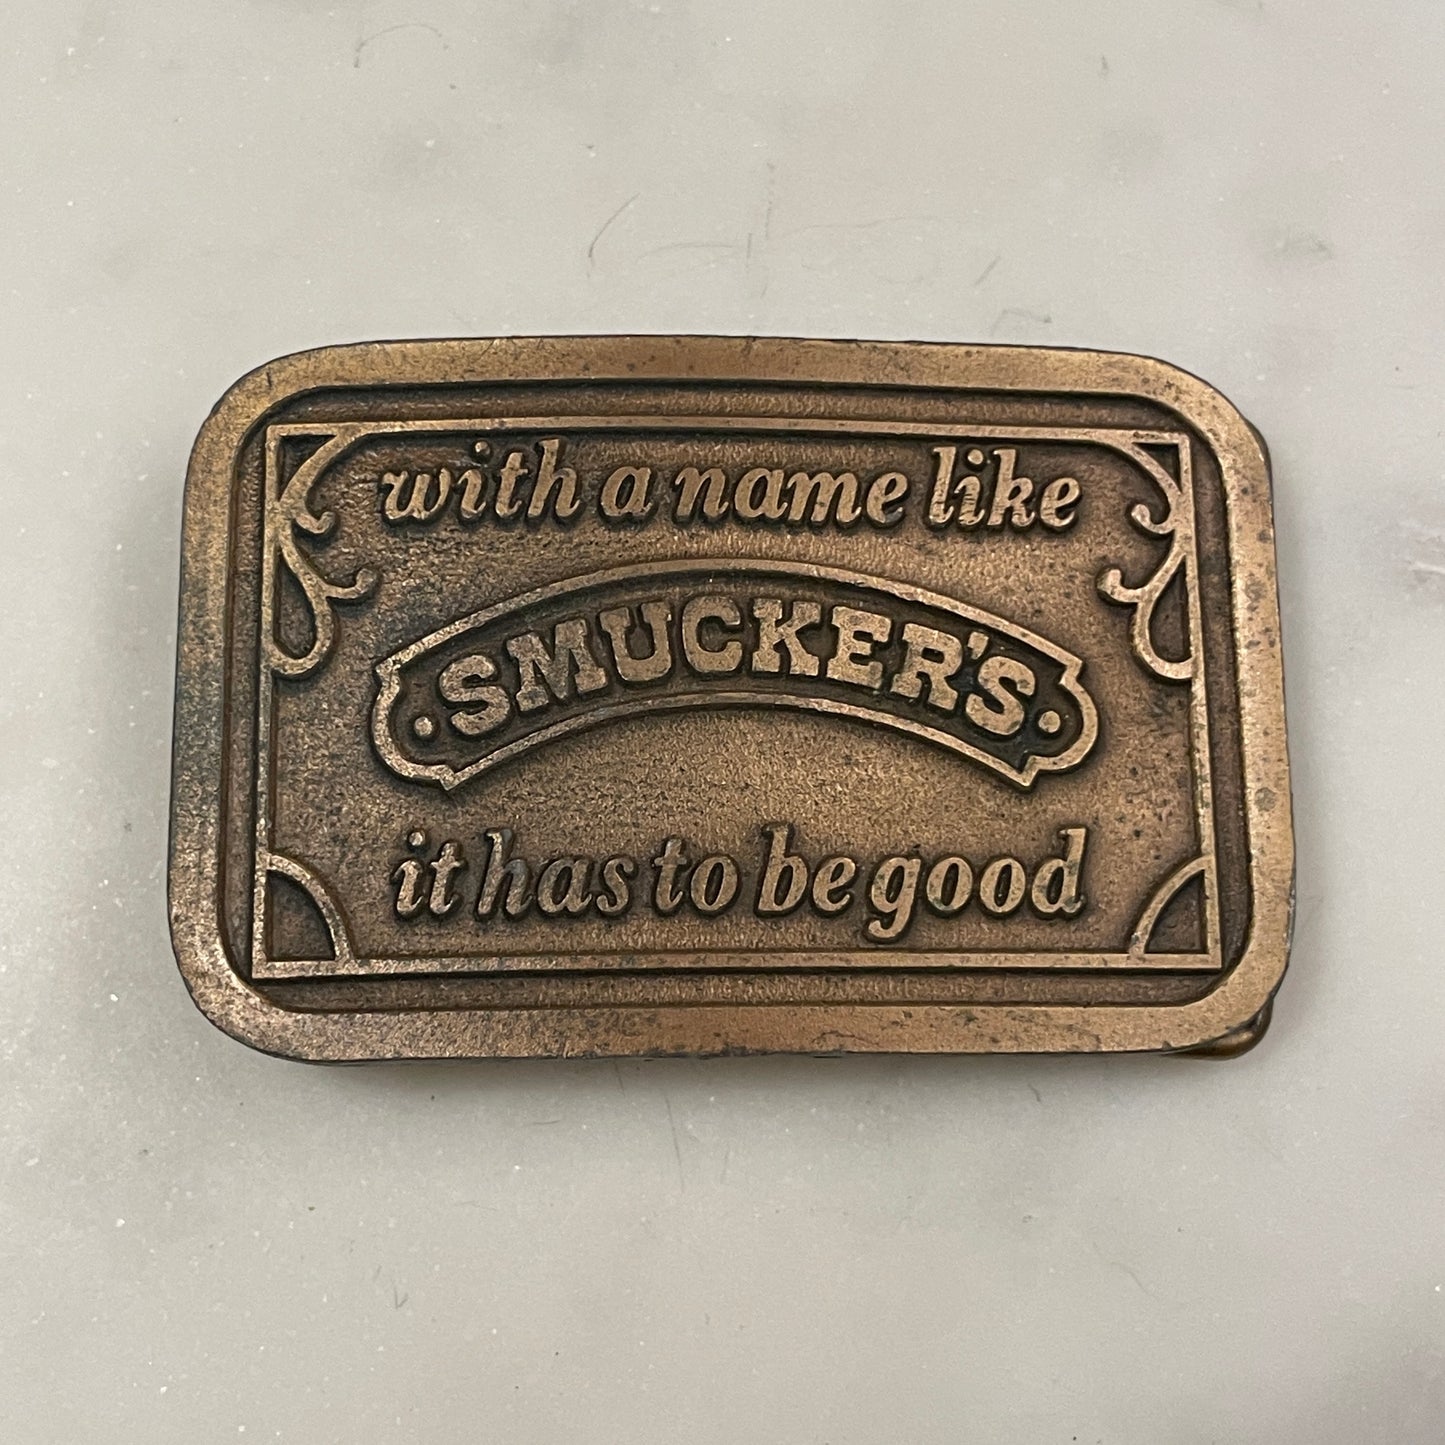 with a name like
·SMUCKER'S·
it has to be good